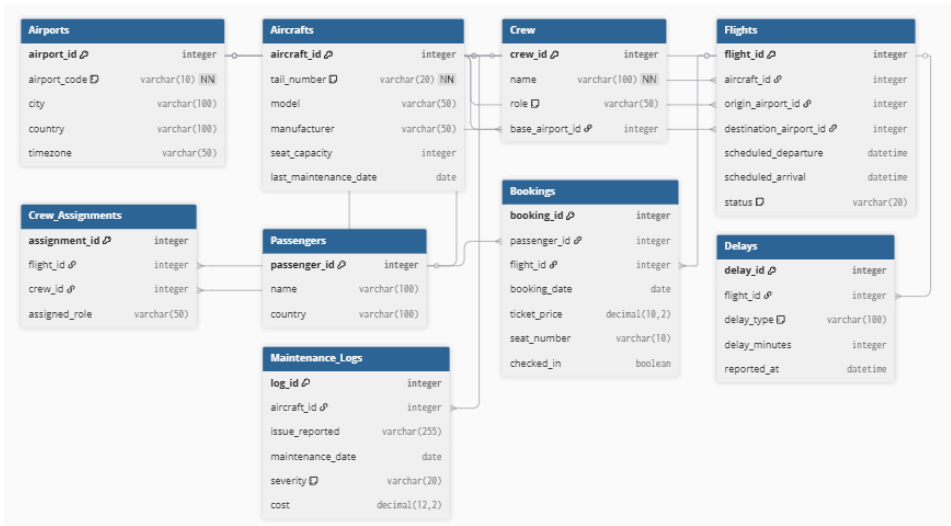 Airports
airport_id integer
airport_code varchar(10) NN
city varchar(100)
country varchar(100)
timezone varchar(50)
Aircrafts
aircraft_id integer
tail_number varchar(20) NN
model varchar(50)
manufacturer varchar(50)
seat_capacity integer
last_maintenance_date date
Crew
crew_id integer
name varchar(100) NN
role varchar(50)
base_airport_id integer
Flights
flight_id integer
aircraft_id integer
origin_airport_id integer
destination_airport_id integer
scheduled_departure datetime
scheduled_arrival datetime
status varchar(20)
Crew_Assignments
assignment_id integer
flight_id integer
crew_id integer
assigned_role varchar(50)
Passengers
passenger_id integer
name varchar(100)
country varchar(100)
Bookings
booking_id integer
passenger_id integer
flight_id integer
booking_date date
ticket_price decimal(10,2)
seat_number varchar(10)
checked_in boolean
Delays
delay_id integer
flight_id integer
delay_type varchar(100)
delay_minutes integer
reported_at datetime
Maintenance_Logs
log_id integer
aircraft_id integer
issue_reported varchar(255)
maintenance_date date
severity varchar(20)
cost decimal(12,2)